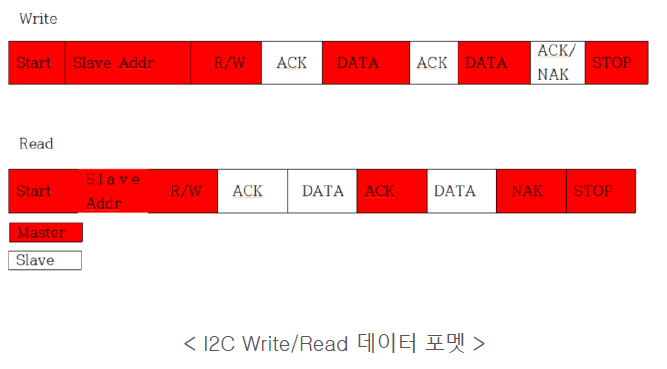 Write
Start Slave Addr R/W ACK DATA ACK DATA ACK/
NAK STOP
Read
Start Slave
Addr R/W ACK DATA ACK DATA NAK STOP
Master
Slave
< I2C Write/Read 데이터 포멧 >